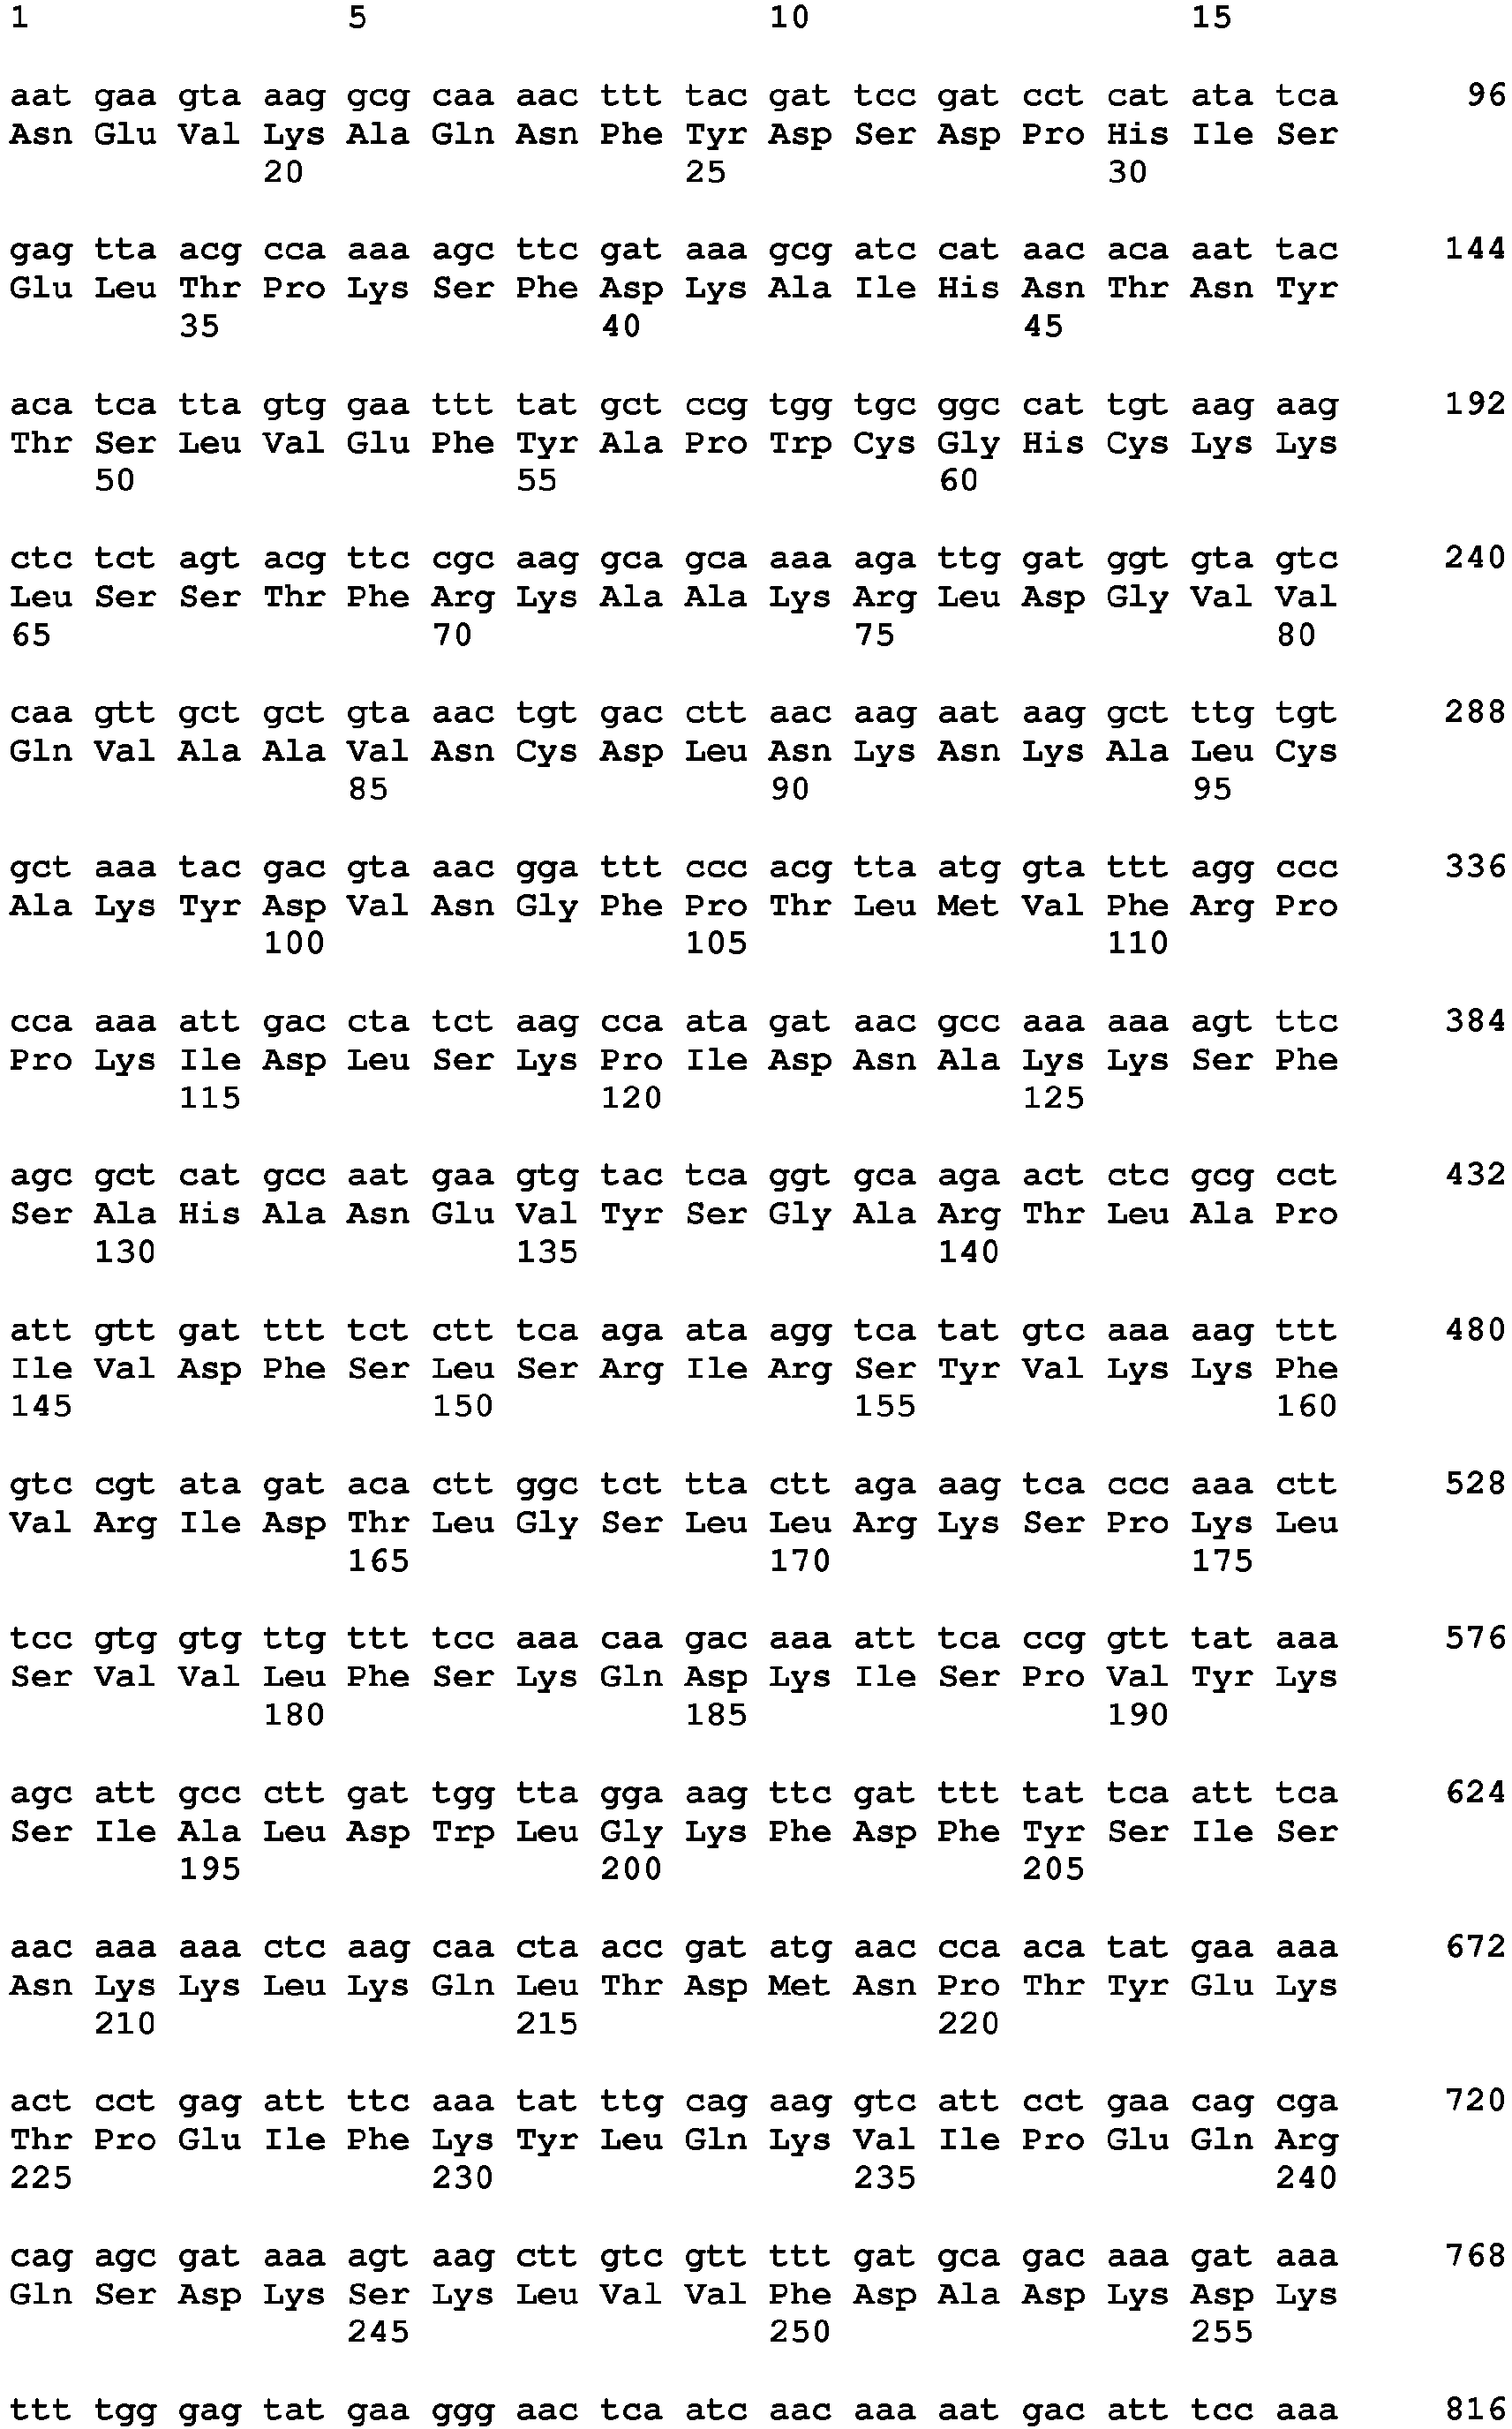 1 5 10 15
aat gaa gta aag gcg caa aac ttt tac gat tcc gat cct cat ata tca 96
Asn Glu Val Lys Ala Gln Asn Phe Tyr Asp Ser Asp Pro His Ile Ser
20 25 30
gag tta acg cca aaa agc ttc gat aaa gcg atc cat aac aca aat tac 144
Glu Leu Thr Pro Lys Ser Phe Asp Lys Ala Ile His Asn Thr Asn Tyr
35 40 45
aca tca tta gtg gaa ttt tat gct ccg tgg tgc ggc cat tgt aag aag 192
Thr Ser Leu Val Glu Phe Tyr Ala Pro Trp Cys Gly His Cys Lys Lys
50 55 60
ctc tct agt acg ttc cgc aag gca gca aaa aga ttg gat ggt gta gtc 240
Leu Ser Ser Thr Phe Arg Lys Ala Ala Lys Arg Leu Asp Gly Val Val
65 70 75 80
caa gtt gct gct gta aac tgt gac ctt aac aag aat aag gct ttg tgt 288
Gln Val Ala Ala Val Asn Cys Asp Leu Asn Lys Asn Lys Ala Leu Cys
85 90 95
gct aaa tac gac gta aac gga ttt ccc acg tta atg gta ttt agg ccc 336
Ala Lys Tyr Asp Val Asn Gly Phe Pro Thr Leu Met Val Phe Arg Pro
100 105 110
cca aaa att gac cta tct aag cca ata gat aac gcc aaa aaa agt ttc 384
Pro Lys Ile Asp Leu Ser Lys Pro Ile Asp Asn Ala Lys Lys Ser Phe
115 120 125
agc gct cat gcc aat gaa gtg tac tca ggt gca aga act ctc gcg cct 432
Ser Ala His Ala Asn Glu Val Tyr Ser Gly Ala Arg Thr Leu Ala Pro
130 135 140
att gtt gat ttt tct ctt tca aga ata agg tca tat gtc aaa aag ttt 480
Ile Val Asp Phe Ser Leu Ser Arg Ile Arg Ser Tyr Val Lys Lys Phe
145 150 155 160
gtc cgt ata gat aca ctt ggc tct tta ctt aga aag tca ccc aaa ctt 528
Val Arg Ile Asp Thr Leu Gly Ser Leu Leu Arg Lys Ser Pro Lys Leu
165 170 175
tcc gtg gtg ttg ttt tcc aaa caa gac aaa att tca ccg gtt tat aaa 576
Ser Val Val Leu Phe Ser Lys Gln Asp Lys Ile Ser Pro Val Tyr Lys
180 185 190
agc att gcc ctt gat tgg tta gga aag ttc gat ttt tat tca att tca 624
Ser Ile Ala Leu Asp Trp Leu Gly Lys Phe Asp Phe Tyr Ser Ile Ser
195 200 205
aac aaa aaa ctc aag caa cta acc gat atg aac cca aca tat gaa aaa 672
Asn Lys Lys Leu Lys Gln Leu Thr Asp Met Asn Pro Thr Tyr Glu Lys
210 215 220
act cct gag att ttc aaa tat ttg cag aag gtc att cct gaa cag cga 720
Thr Pro Glu Ile Phe Lys Tyr Leu Gln Lys Val Ile Pro Glu Gln Arg
225 230 235 240
cag agc gat aaa agt aag ctt gtc gtt ttt gat gca gac aaa gat aaa 768
Gln Ser Asp Lys Ser Lys Leu Val Val Phe Asp Ala Asp Lys Asp Lys
245 250 255
ttt tgg gag tat gaa ggg aac tca atc aac aaa aat gac att tcc aaa 816